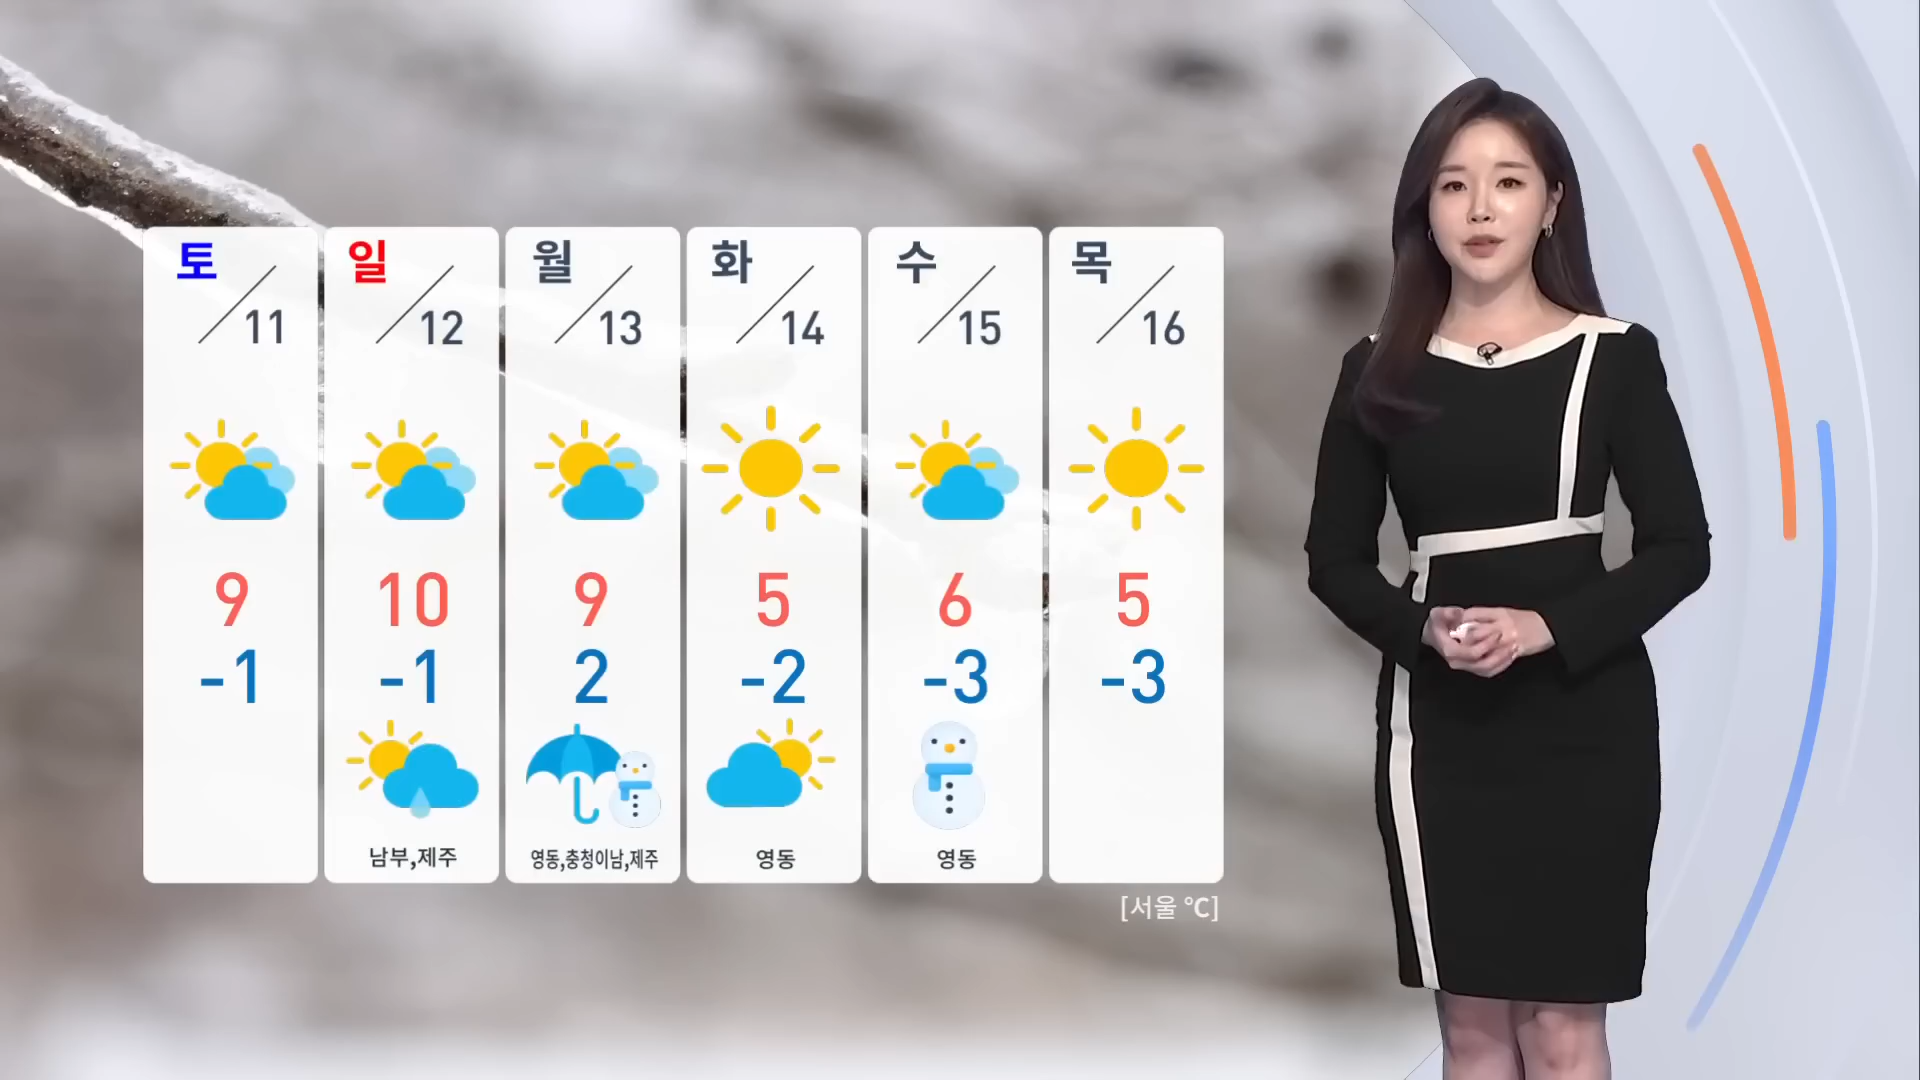 토/11
일/12
월/13
화/14
수/15
목/16
9
10
9
5
6
5
-1
-1
2
-2
-3
-3
남부,제주
영동,충청이남,제주
영동
영동
[서울 ℃]